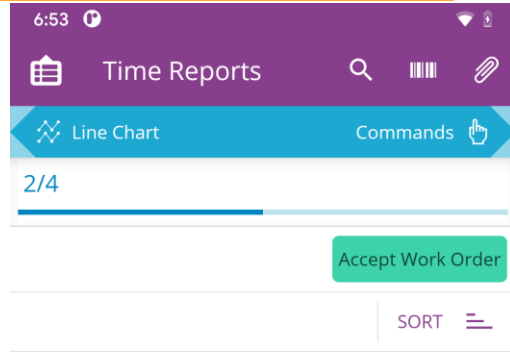 6:53
Time Reports
Line Chart
Commands
2/4
Accept Work Order
SORT